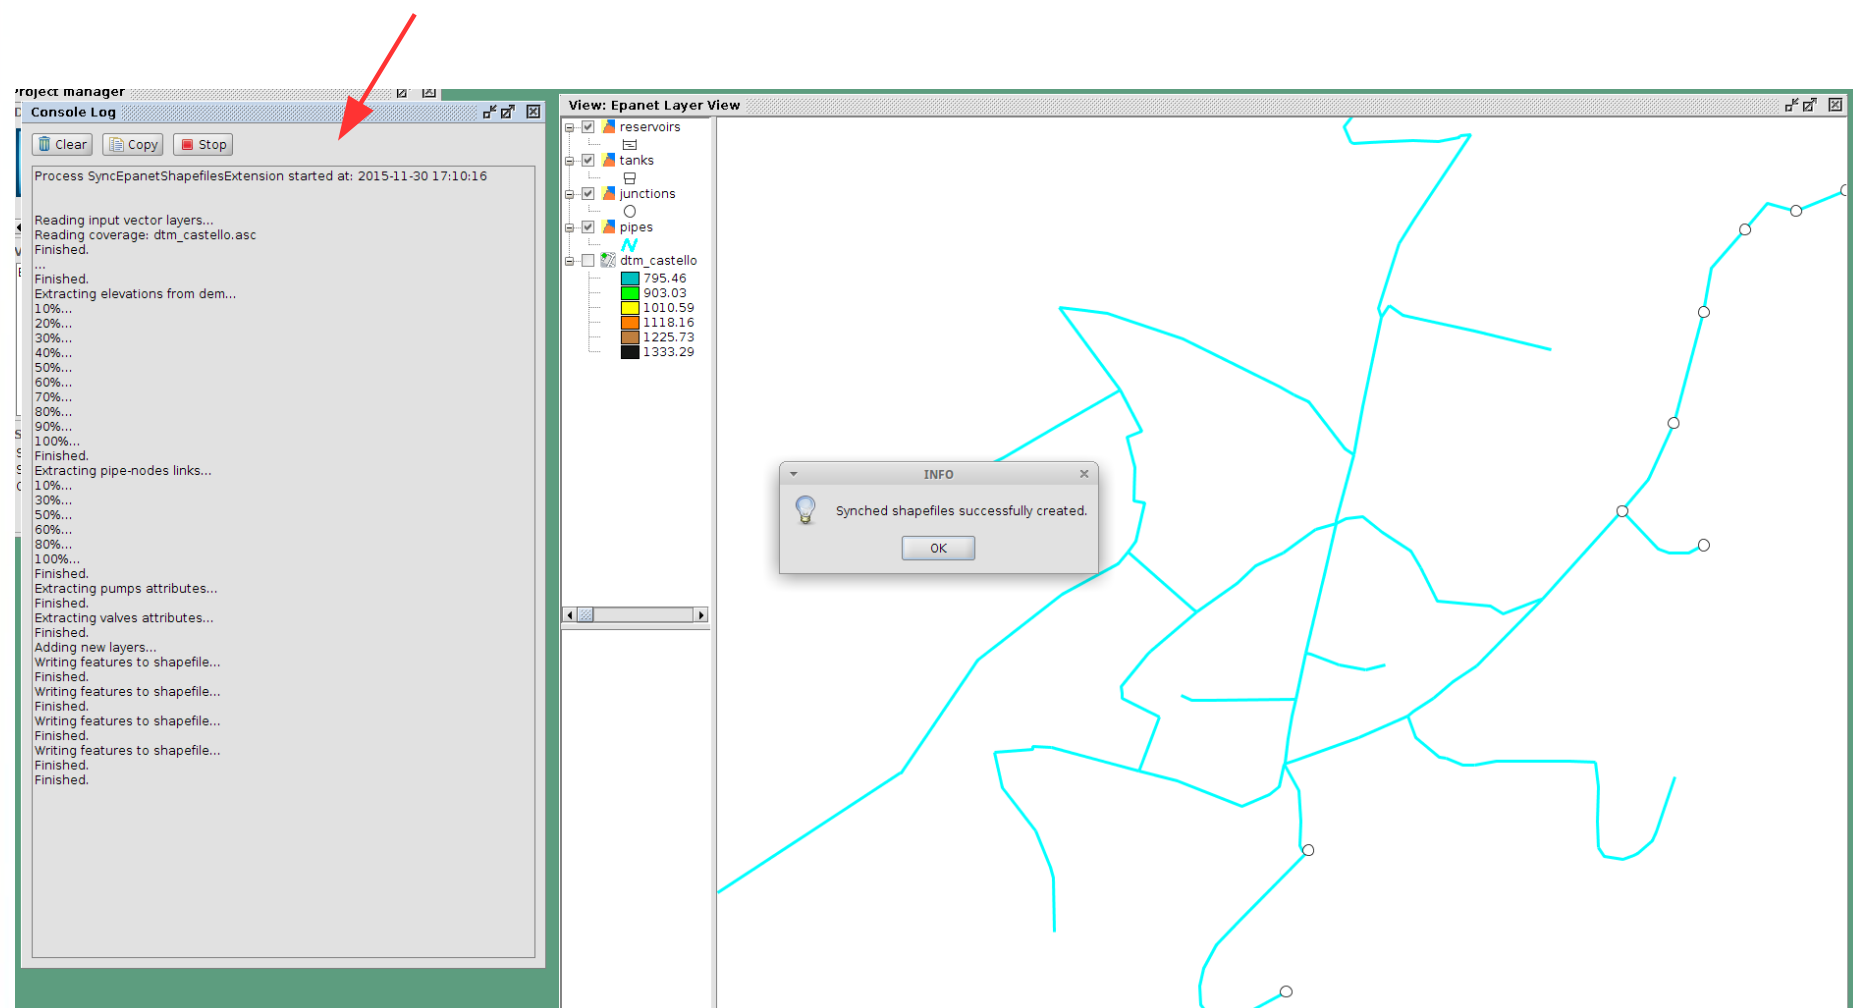 Project manager
Console Log
Clear
Copy
Stop
Process SyncEpanetShapefilesExtension started at: 2015-11-30 17:10:16
Reading input vector layers...
Reading coverage: dtm_castello.asc
Finished.
...
Finished.
Extracting elevations from dem...
10%...
20%...
30%...
40%...
50%...
60%...
70%...
80%...
90%...
100%...
Finished.
Extracting pipe-nodes links...
10%...
30%...
50%...
60%...
80%...
100%...
Finished.
Extracting pumps attributes...
Finished.
Extracting valves attributes...
Finished.
Adding new layers...
Writing features to shapefile...
Finished.
Writing features to shapefile...
Finished.
Writing features to shapefile...
Finished.
Writing features to shapefile...
Finished.
Finished.
View: Epanet Layer View
reservoirs
tanks
junctions
pipes
dtm_castello
795.46
903.03
1010.59
1118.16
1225.73
1333.29
INFO
Synched shapefiles successfully created.
OK